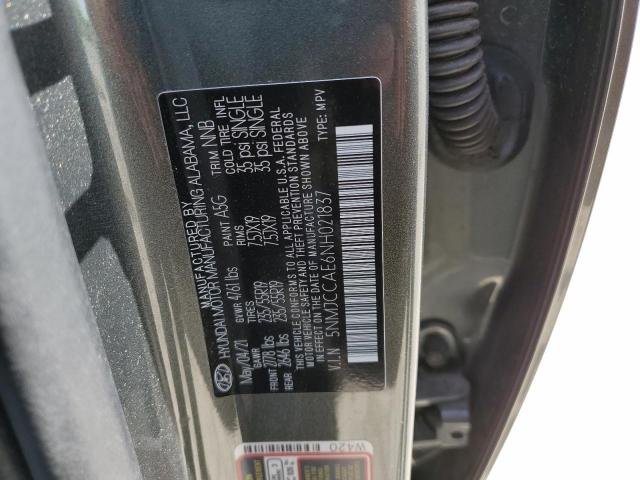 MANUFACTURED BY
HYUNDAI MOTOR MANUFACTURING ALABAMA, LLC
May/04/21 GVWR 4761 lbs PAINT A5G TRIM NNB
GAWR TIRES RIMS COLD TIRE INFL
FRONT 2778 lbs 235/55R19 7.5JX19 35 psi SINGLE
REAR 2646 lbs 235/55R19 7.5JX19 35 psi SINGLE
THIS VEHICLE CONFORMS TO ALL APPLICABLE U.S.A. FEDERAL
MOTOR VEHICLE SAFETY AND THEFT PREVENTION STANDARDS
IN EFFECT ON THE DATE OF MANUFACTURE SHOWN ABOVE
V.I.N 5NMJCCAE6NH021837 TYPE: MPV
W420